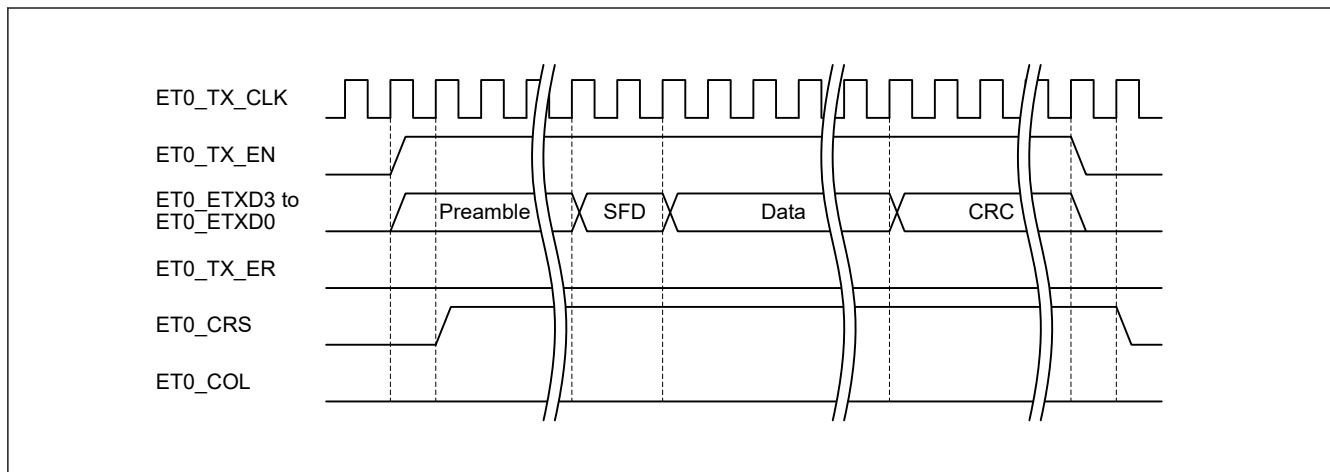 ET0_TX_CLK
ET0_TX_EN
ET0_ETXD3 to
ET0_ETXD0
Preamble
SFD
Data
CRC
ET0_TX_ER
ET0_CRS
ET0_COL